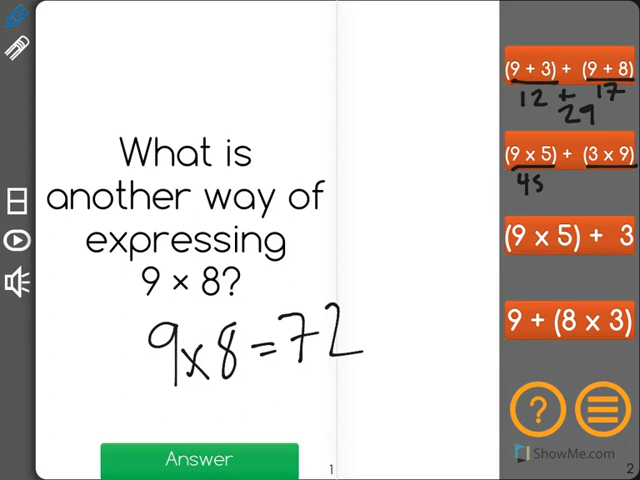 What is
another way of
expressing
9 × 8?
9x8=72
Answer
1
(9 + 3) + (9 + 8)
12 + 17
29
(9 x 5) + (3 x 9)
45
(9 x 5) + 3
9 + (8 x 3)
?
ShowMe.com
2